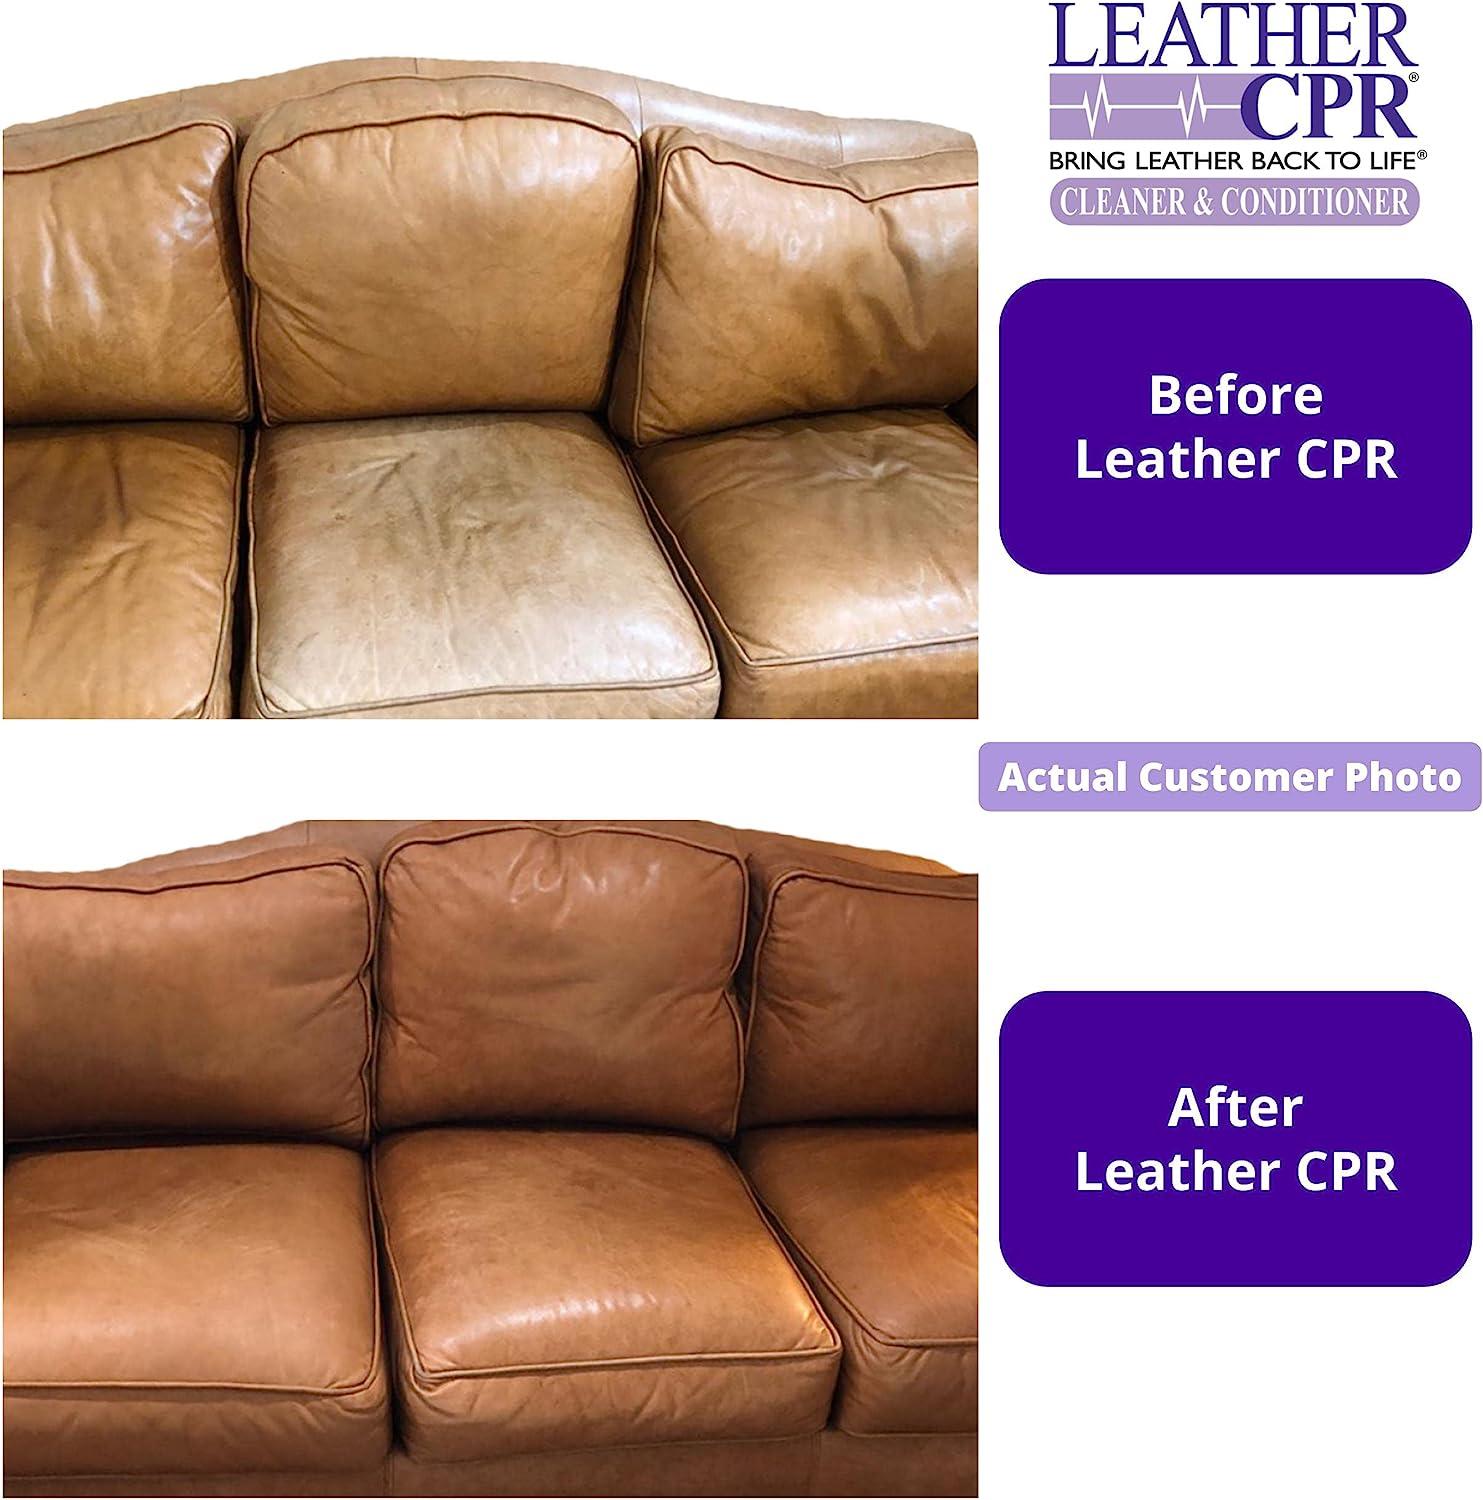 LEATHER
CPR®
BRING LEATHER BACK TO LIFE®
CLEANER & CONDITIONER
Before
Leather CPR
Actual Customer Photo
After
Leather CPR